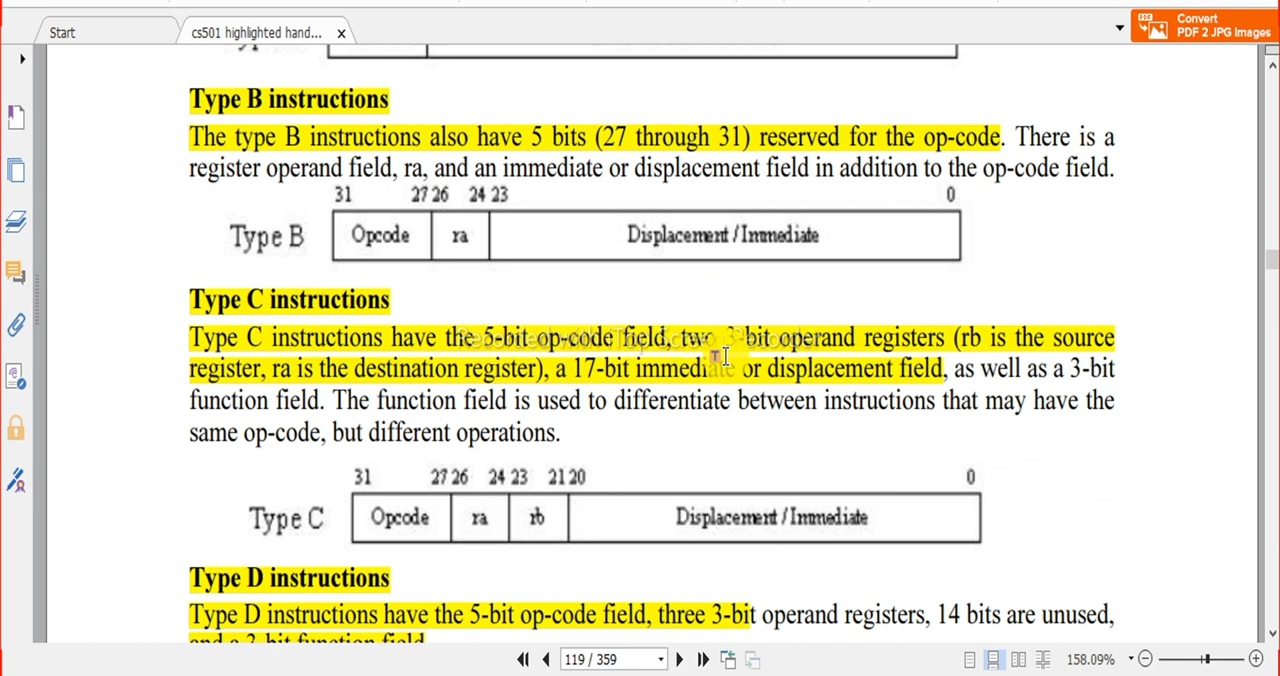 Start
cs501 highlighted hand...
Convert
PDF 2 JPG Images
Type B instructions
The type B instructions also have 5 bits (27 through 31) reserved for the op-code. There is a
register operand field, ra, and an immediate or displacement field in addition to the op-code field.
31 27 26 24 23 0
Type B Opcode ra Displacement / Immediate
Type C instructions
Type C instructions have the 5-bit op-code field, two 3-bit operand registers (rb is the source
register, ra is the destination register), a 17-bit immediate or displacement field, as well as a 3-bit
function field. The function field is used to differentiate between instructions that may have the
same op-code, but different operations.
31 27 26 24 23 21 20 0
Type C Opcode ra rb Displacement / Immediate
Type D instructions
Type D instructions have the 5-bit op-code field, three 3-bit operand registers, 14 bits are unused,
and a 3-bit function field
119 / 359
158.09%